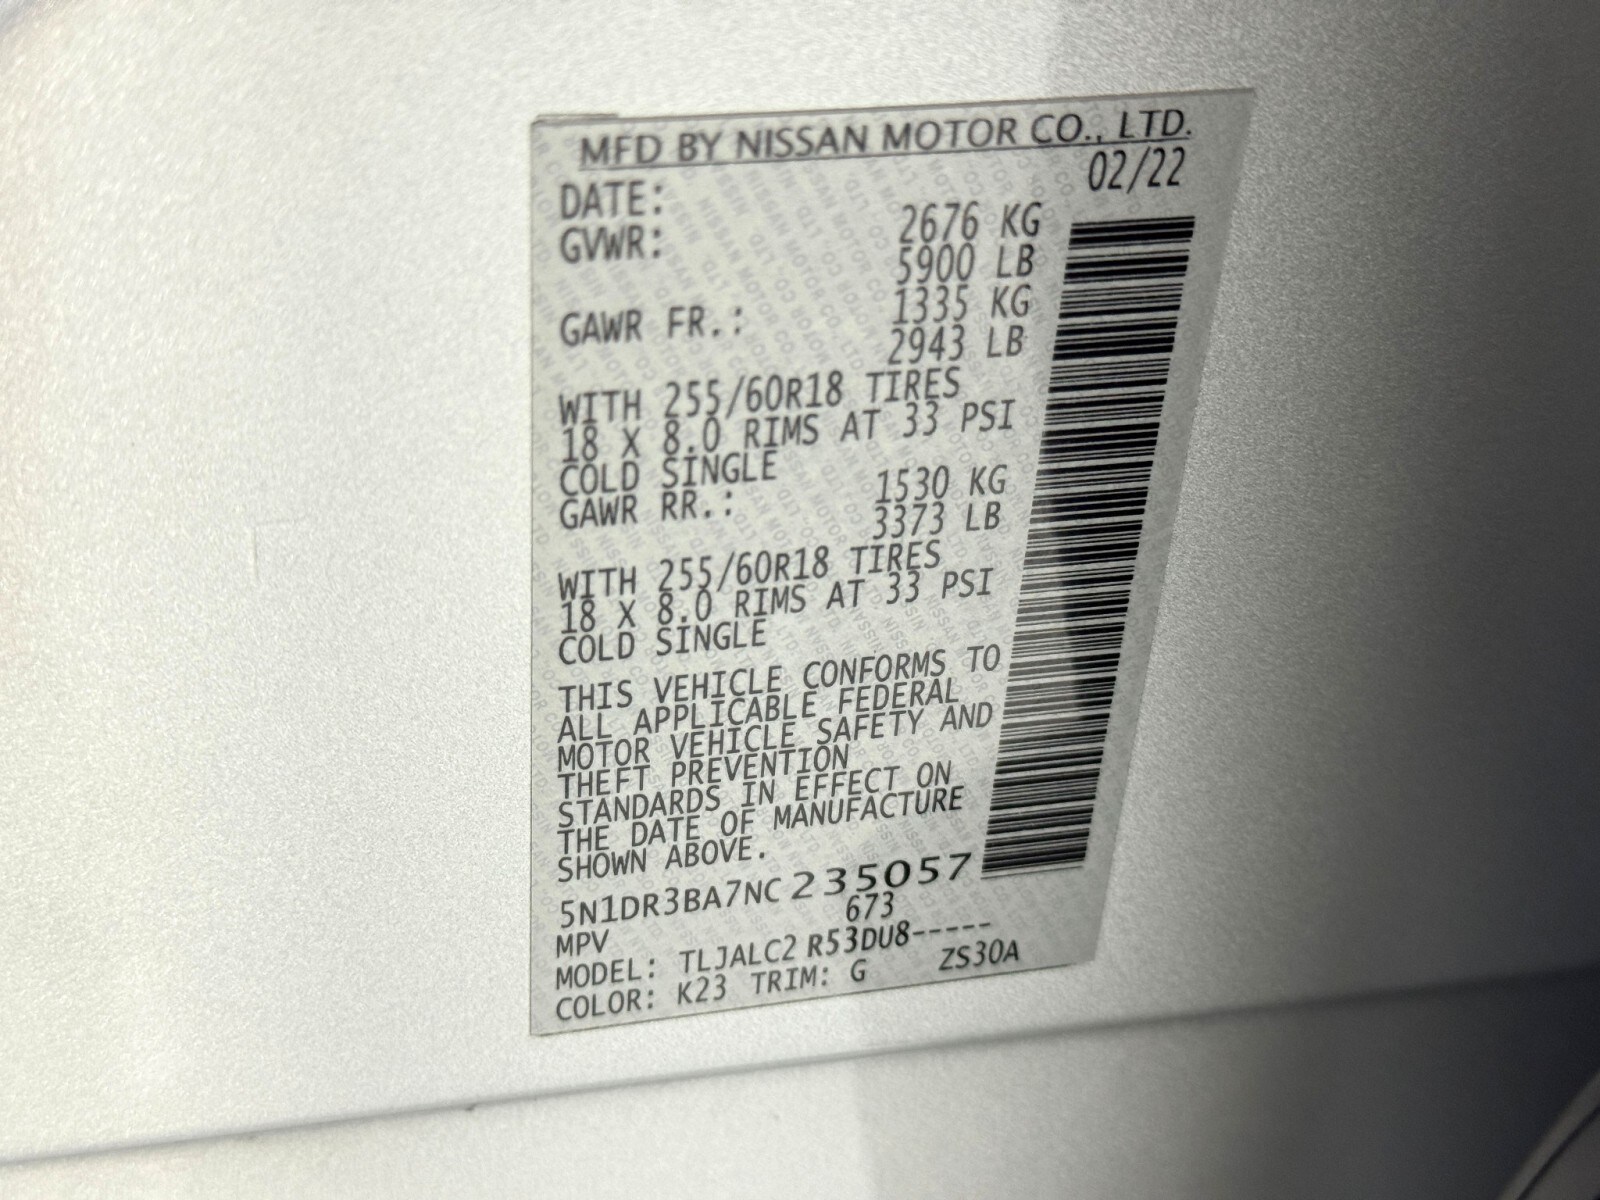 MFD BY NISSAN MOTOR CO., LTD.
DATE: 02/22
GVWR: 2676 KG
5900 LB
GAWR FR.: 1335 KG
2943 LB
WITH 255/60R18 TIRES
18 X 8.0 RIMS AT 33 PSI
COLD SINGLE
GAWR RR.: 1530 KG
3373 LB
WITH 255/60R18 TIRES
18 X 8.0 RIMS AT 33 PSI
COLD SINGLE
THIS VEHICLE CONFORMS TO
ALL APPLICABLE FEDERAL
MOTOR VEHICLE SAFETY AND
THEFT PREVENTION
STANDARDS IN EFFECT ON
THE DATE OF MANUFACTURE
SHOWN ABOVE.
5N1DR3BA7NC235057
MPV 673
MODEL: TLJALC2 R53DU8-----
COLOR: K23 TRIM: G ZS30A